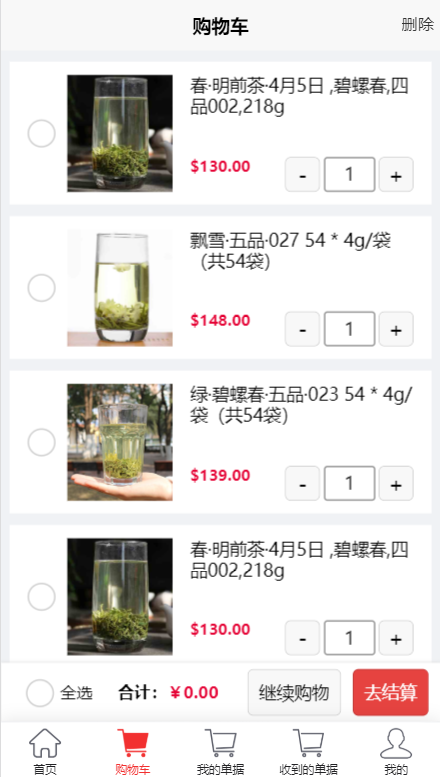 购物车
删除
春·明前茶·4月5日 ,碧螺春,四
品002,218g
$130.00
- 1 +
飘雪·五品·027 54 * 4g/袋
（共54袋）
$148.00
- 1 +
绿·碧螺春·五品·023 54 * 4g/
袋（共54袋）
$139.00
- 1 +
春·明前茶·4月5日 ,碧螺春,四
品002,218g
$130.00
- 1 +
全选 合计：￥0.00 继续购物 去结算
首页 购物车 我的单据 收到的单据 我的